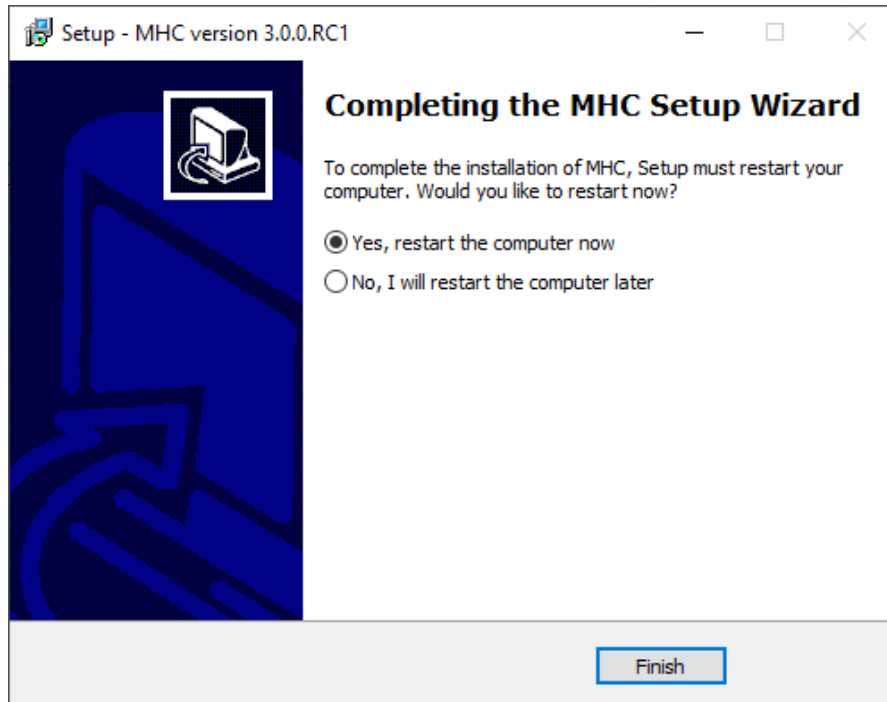 Setup - MHC version 3.0.0.RC1
Completing the MHC Setup Wizard
To complete the installation of MHC, Setup must restart your
computer. Would you like to restart now?
Yes, restart the computer now
No, I will restart the computer later
Finish